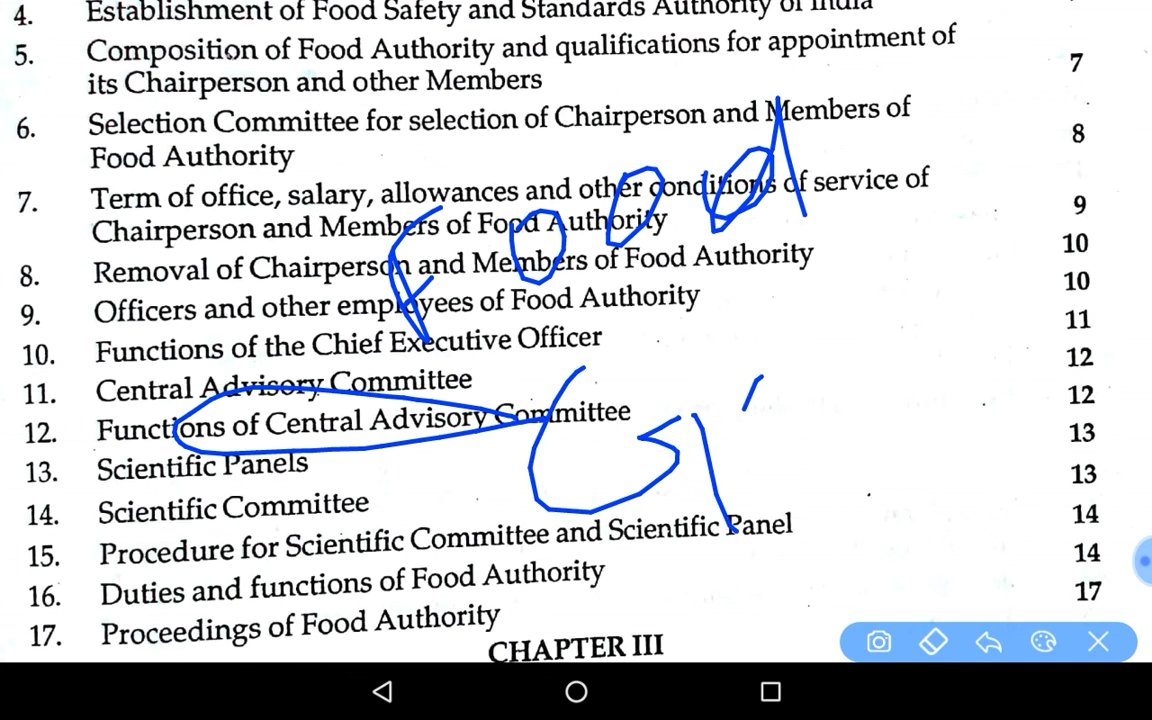 4. Establishment of Food Safety and Standards Authority of India
5. Composition of Food Authority and qualifications for appointment of
its Chairperson and other Members 7
6. Selection Committee for selection of Chairperson and Members of
Food Authority 8
7. Term of office, salary, allowances and other conditions of service of
Chairperson and Members of Food Authority 9
8. Removal of Chairperson and Members of Food Authority 10
9. Officers and other employees of Food Authority 10
10. Functions of the Chief Executive Officer 11
11. Central Advisory Committee 12
12. Functions of Central Advisory Committee 12
13. Scientific Panels 13
14. Scientific Committee 13
15. Procedure for Scientific Committee and Scientific Panel 14
16. Duties and functions of Food Authority 14
17. Proceedings of Food Authority 17
CHAPTER III
Food
Gi